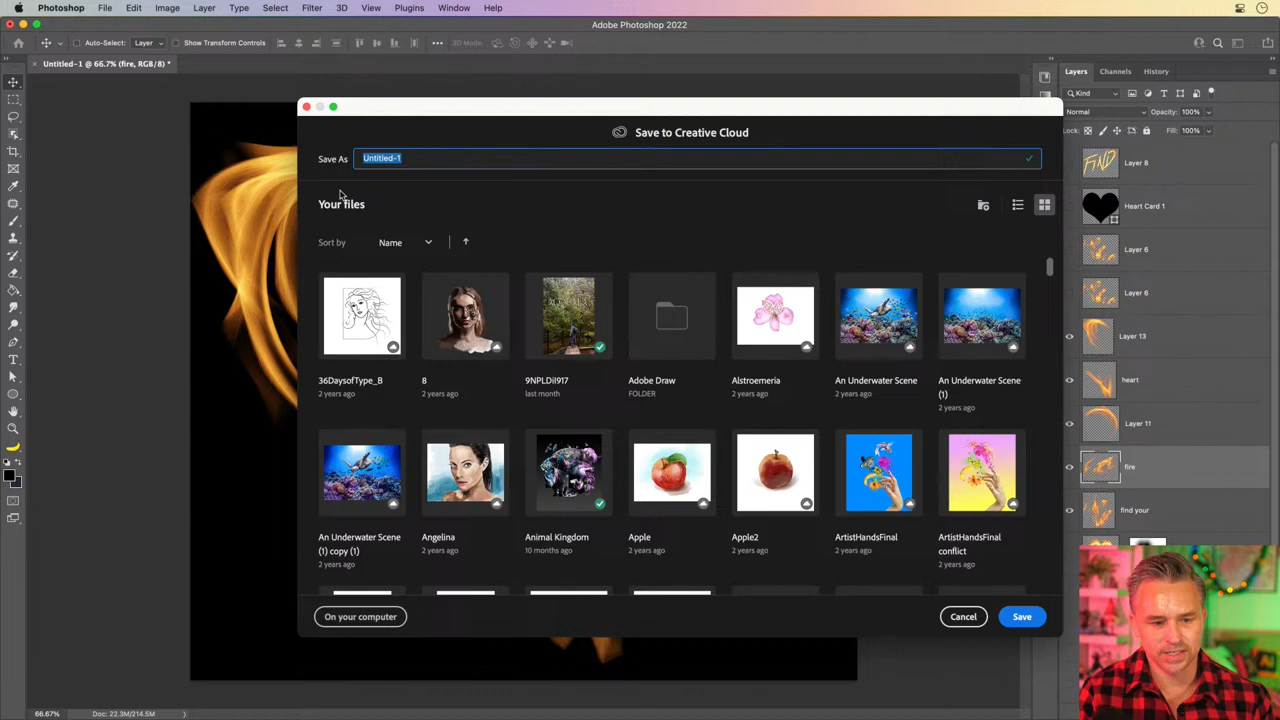 Photoshop File Edit Image Layer Type Select Filter 3D View Plugins Window Help
Adobe Photoshop 2022
Auto-Select: Layer Show Transform Controls 3D Mode:
Untitled-1 @ 66.7% (fire, RGB/8) *
Layers Channels History
Kind
Normal Opacity: 100%
Lock: Fill: 100%
Save to Creative Cloud
Save As Untitled-1
Your files
Sort by Name
36DaysofType_B
2 years ago
8
2 years ago
9NPLDiI917
last month
Adobe Draw
FOLDER
Alstroemeria
2 years ago
An Underwater Scene
2 years ago
An Underwater Scene
(1)
2 years ago
An Underwater Scene
(1) copy (1)
2 years ago
Angelina
2 years ago
Animal Kingdom
10 months ago
Apple
2 years ago
Apple2
2 years ago
ArtistHandsFinal
2 years ago
ArtistHandsFinal
conflict
2 years ago
On your computer Cancel Save
FIND
Layer 8
Heart Card 1
Layer 6
Layer 6
Layer 13
heart
Layer 11
fire
find your
66.67% Doc: 22.3M/214.5M